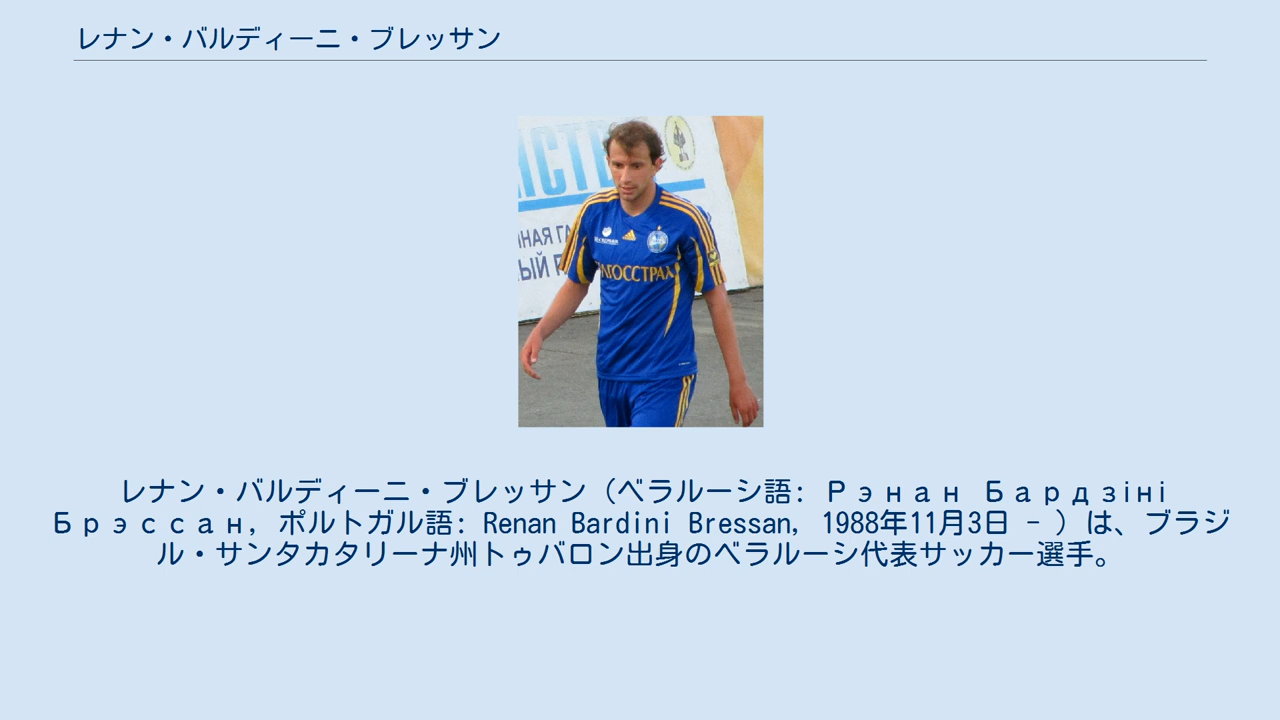 レナン・バルディーニ・ブレッサン
НАЯ ГА
ЫЙ Р
ГОССТРАХ
レナン・バルディーニ・ブレッサン（ベラルーシ語: Рэнан Бардзіні
Брэссан, ポルトガル語: Renan Bardini Bressan, 1988年11月3日 - ）は、ブラジ
ル・サンタカタリーナ州トゥバロン出身のベラルーシ代表サッカー選手。